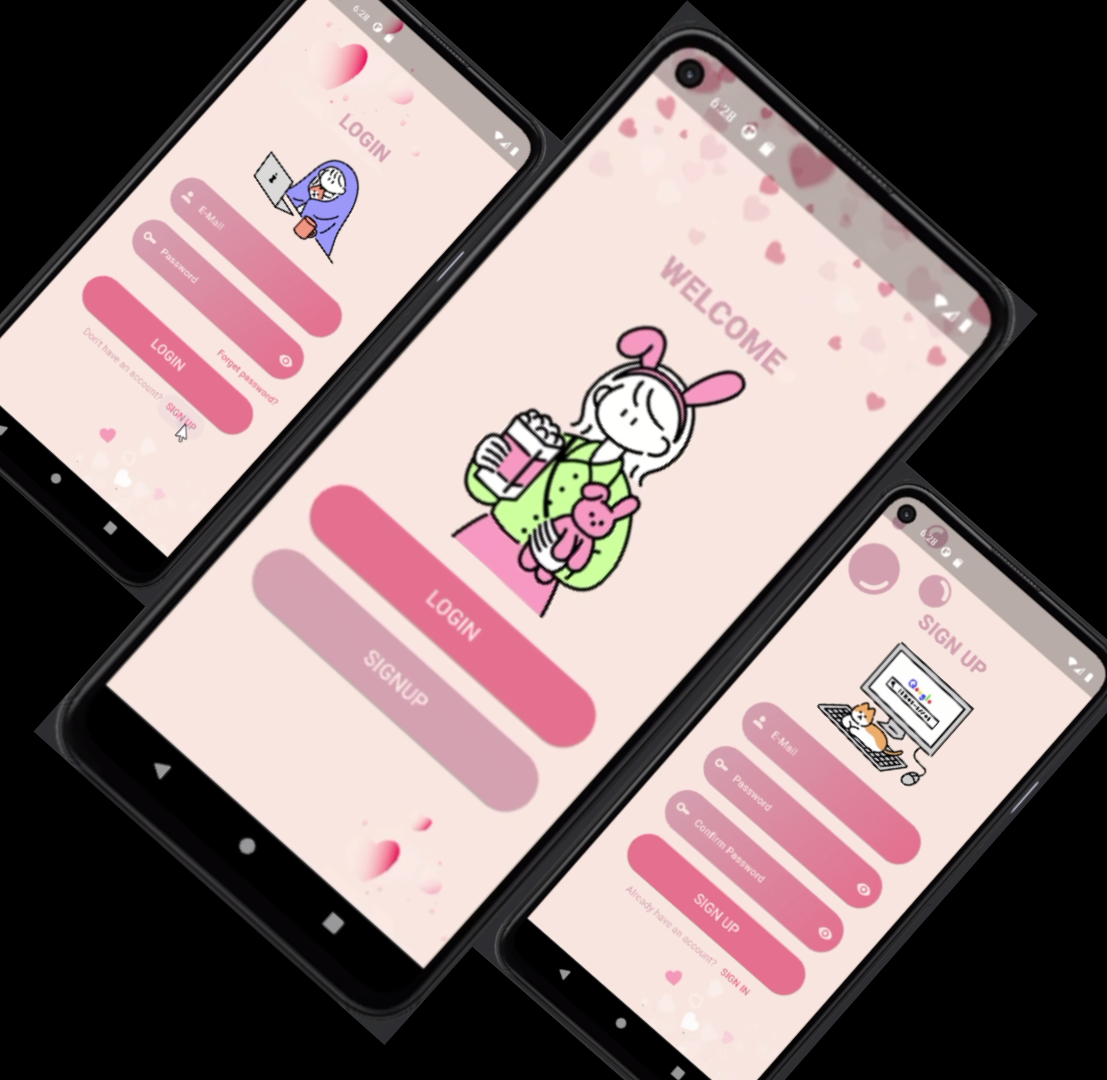 6:28
LOGIN
E-Mail
Password
Forget password?
LOGIN
Don't have an account? SIGN UP
6:28
WELCOME
LOGIN
SIGNUP
6:28
SIGN UP
Google
E-Mail
Password
Confirm Password
SIGN UP
Already have an account? SIGN IN